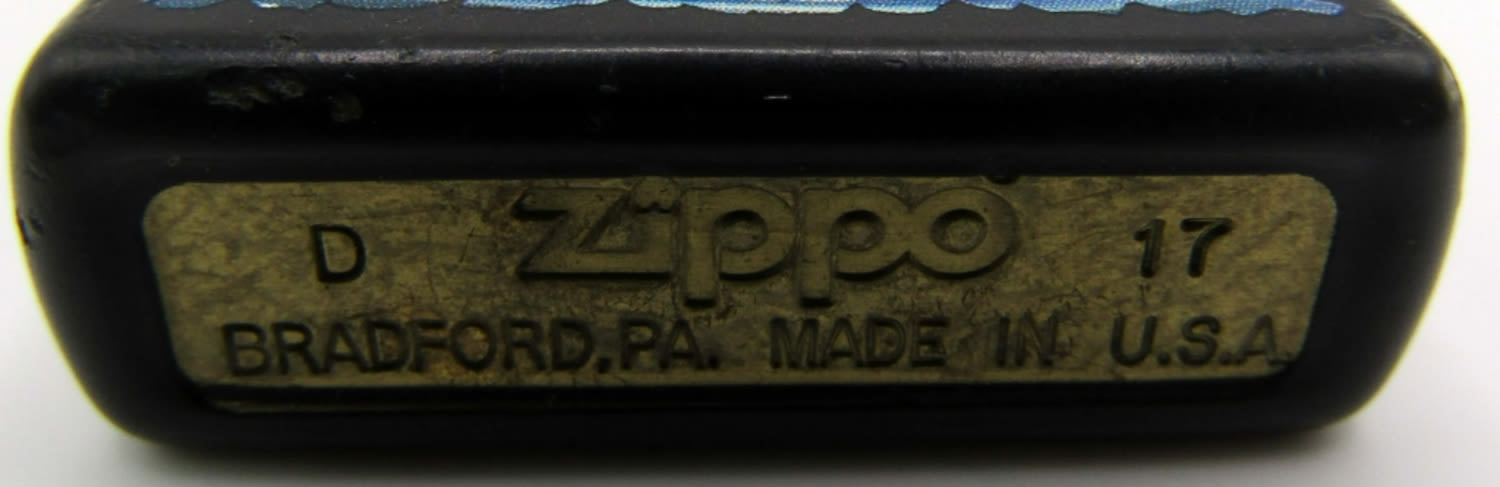 D Zippo 17
BRADFORD, PA. MADE IN U.S.A.